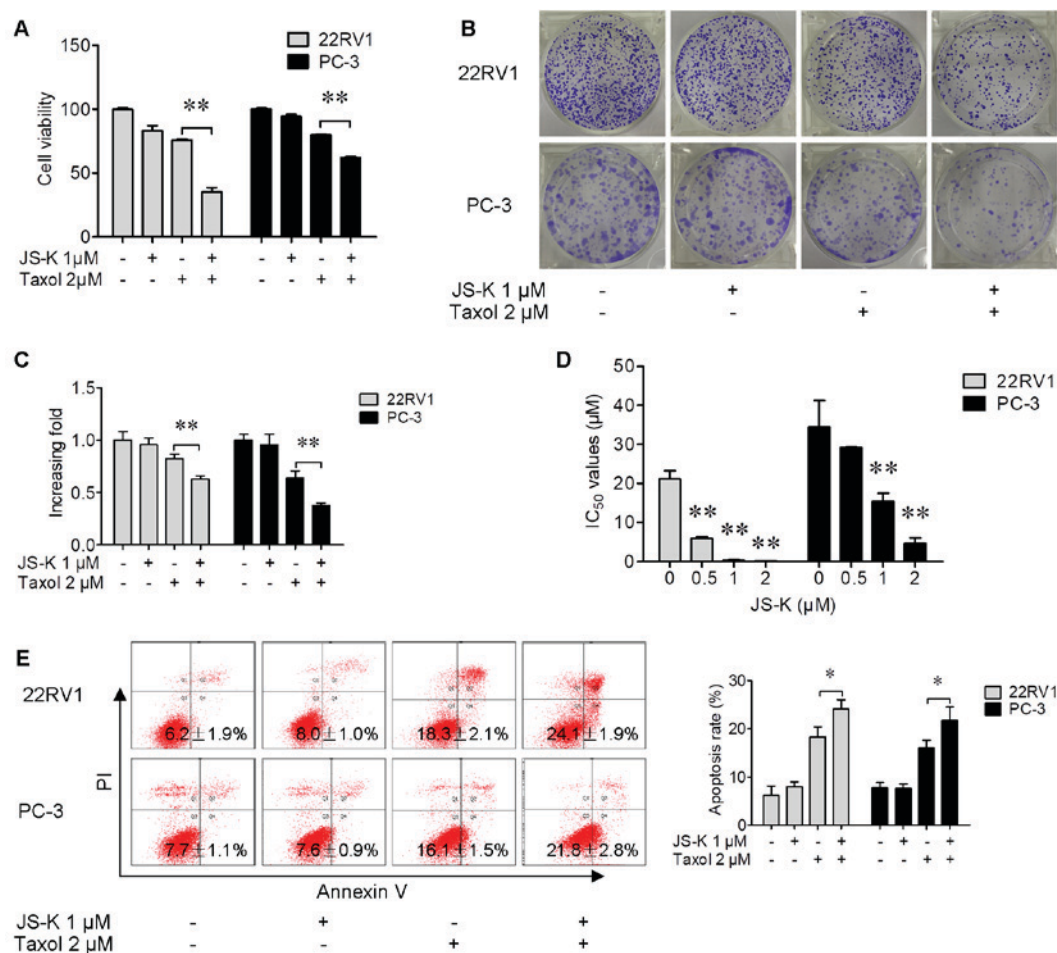 A
150
100
50
0
Cell viability
22RV1
PC-3
**
**
JS-K 1µM - + - + - + - +
Taxol 2µM - - + + - - + +
B
22RV1
PC-3
JS-K 1 µM - + - +
Taxol 2 µM - - + +
C
1.5
1.0
0.5
0.0
Increasing fold
22RV1
PC-3
**
**
JS-K 1 µM - + - + - + - +
Taxol 2 µM - - + + - - + +
D
50
40
30
20
10
0
IC50 values (µM)
22RV1
PC-3
**
**
**
**
**
0 0.5 1 2 0 0.5 1 2
JS-K (µM)
E
22RV1
6.2±1.9% 8.0±1.0% 18.3±2.1% 24.1±1.9%
PC-3
7.7±1.1% 7.6±0.9% 16.1±1.5% 21.8±2.8%
PI
Annexin V
JS-K 1 µM - + - +
Taxol 2 µM - - + +
30
20
10
0
Apoptosis rate (%)
22RV1
PC-3
*
*
JS-K 1 µM - + - + - + - +
Taxol 2 µM - - + + - - + +